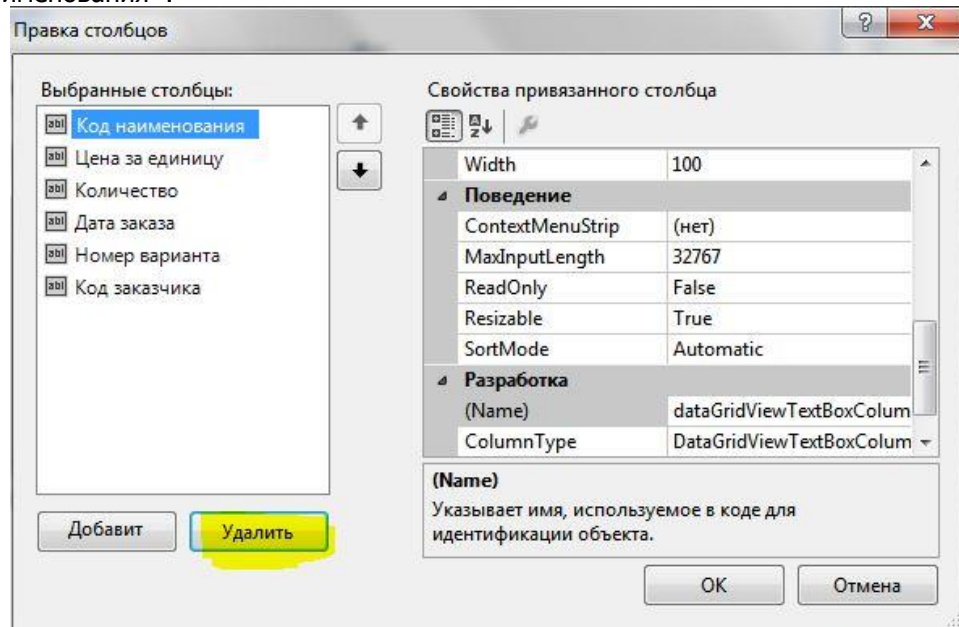 Правка столбцов
Выбранные столбцы:
Код наименования
Цена за единицу
Количество
Дата заказа
Номер варианта
Код заказчика
Добавит
Удалить
Свойства привязанного столбца
Width 100
Поведение
ContextMenuStrip (нет)
MaxInputLength 32767
ReadOnly False
Resizable True
SortMode Automatic
Разработка
(Name) dataGridViewTextBoxColum
ColumnType DataGridViewTextBoxColum
(Name)
Указывает имя, используемое в коде для
идентификации объекта.
ОК
Отмена